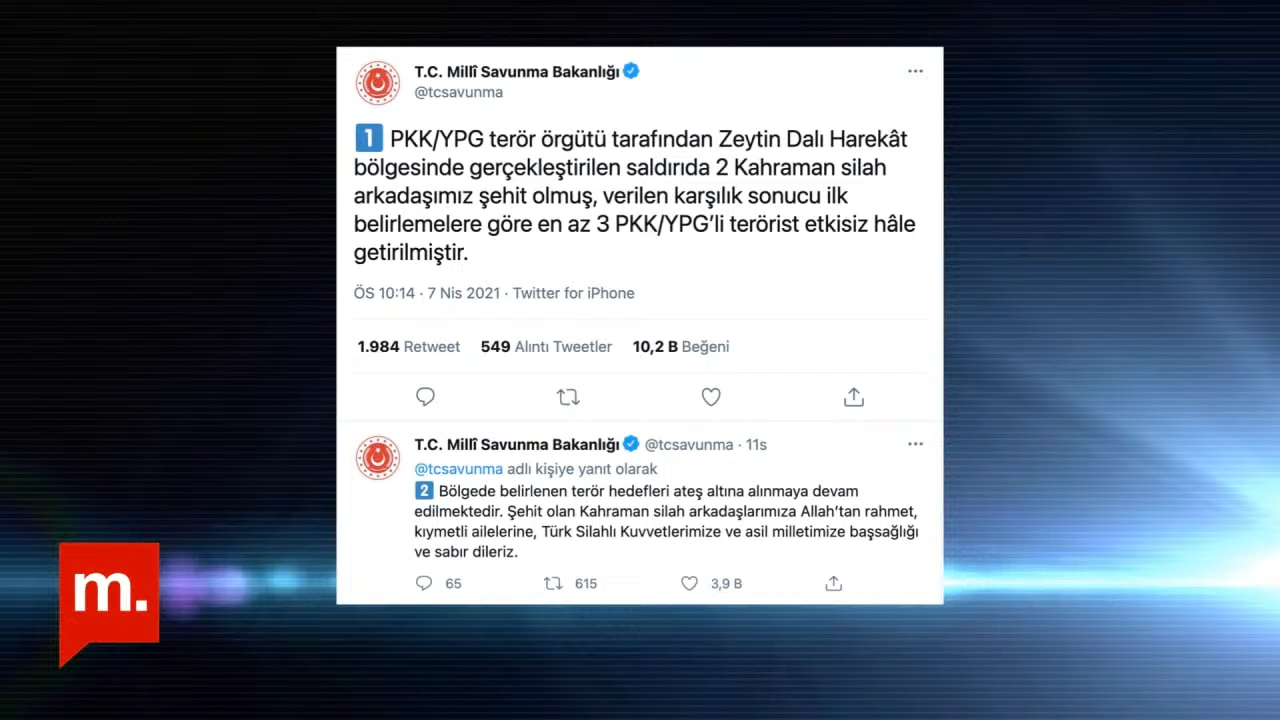 T.C. Millî Savunma Bakanlığı
@tcsavunma
1 PKK/YPG terör örgütü tarafından Zeytin Dalı Harekât
bölgesinde gerçekleştirilen saldırıda 2 Kahraman silah
arkadaşımız şehit olmuş, verilen karşılık sonucu ilk
belirlemelere göre en az 3 PKK/YPG’li terörist etkisiz hâle
getirilmiştir.
ÖS 10:14 · 7 Nis 2021 · Twitter for iPhone
1.984 Retweet 549 Alıntı Tweetler 10,2 B Beğeni
T.C. Millî Savunma Bakanlığı @tcsavunma · 11s
@tcsavunma adlı kişiye yanıt olarak
2 Bölgede belirlenen terör hedefleri ateş altına alınmaya devam
edilmektedir. Şehit olan Kahraman silah arkadaşlarımıza Allah’tan rahmet,
kıymetli ailelerine, Türk Silahlı Kuvvetlerimize ve asil milletimize başsağlığı
ve sabır dileriz.
65 615 3,9 B
m.